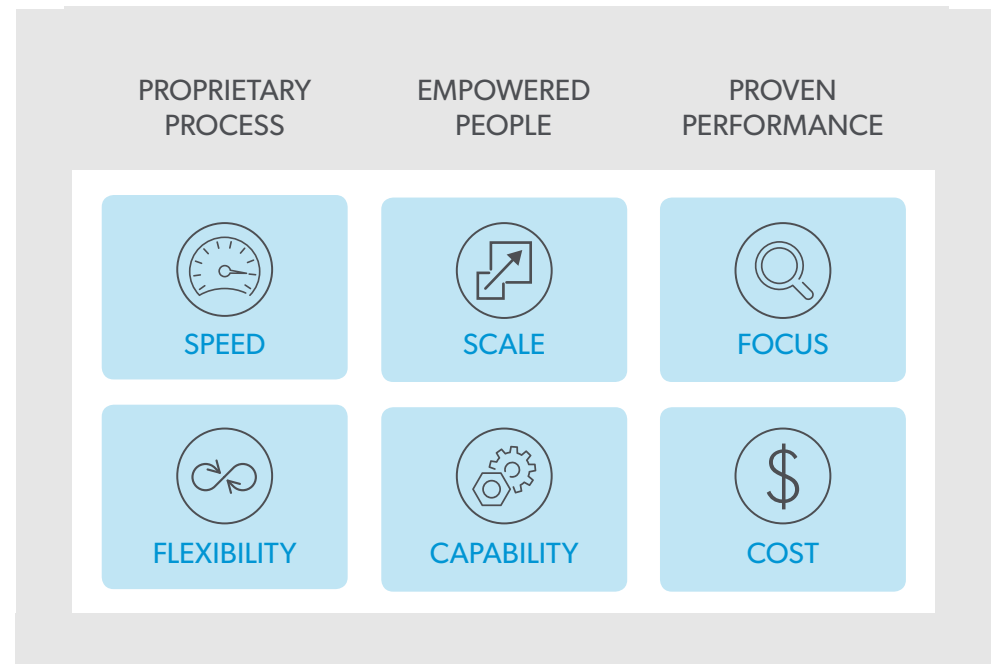 PROPRIETARY
PROCESS
EMPOWERED
PEOPLE
PROVEN
PERFORMANCE
SPEED
SCALE
FOCUS
FLEXIBILITY
CAPABILITY
$
COST